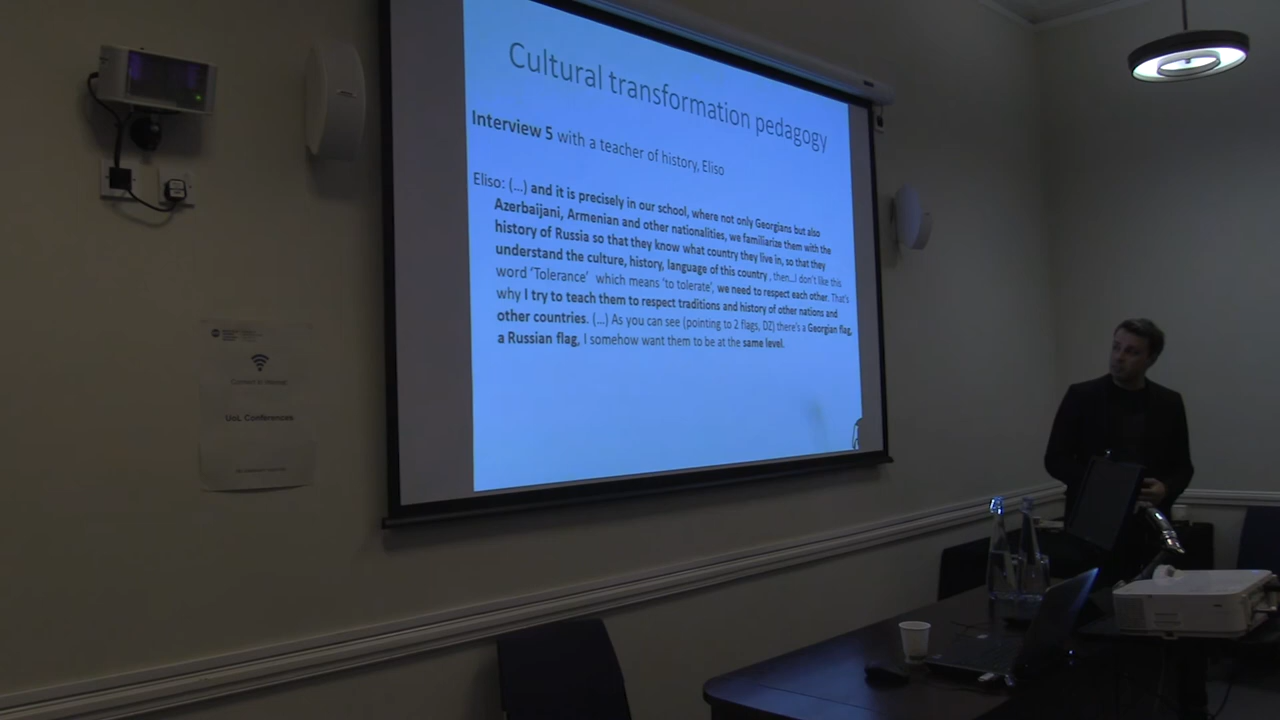 Cultural transformation pedagogy
Interview 5 with a teacher of history, Eliso
Eliso: (...) and it is precisely in our school, where not only Georgians but also
Azerbaijani, Armenian and other nationalities, we familiarize them with the
history of Russia so that they know what country they live in, so that they
understand the culture, history, language of this country , then...I don't like this
word 'Tolerance' which means 'to tolerate', we need to respect each other. That's
why I try to teach them to respect traditions and history of other nations and
other countries. (...) As you can see (pointing to 2 flags, DZ) there's a Georgian flag,
a Russian flag, I somehow want them to be at the same level.
UoL Conferences